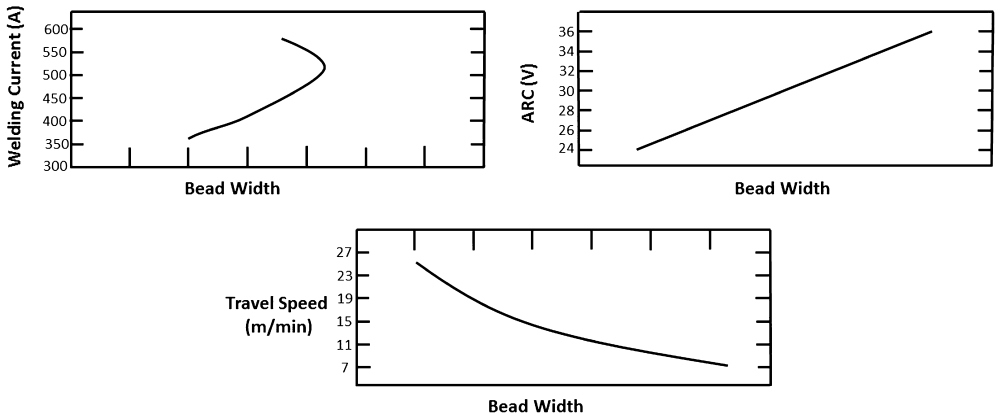 Welding Current (A)
600
550
500
450
400
350
300
Bead Width
ARC (V)
36
34
32
30
28
26
24
Bead Width
Travel Speed
(m/min)
27
23
19
15
11
7
Bead Width